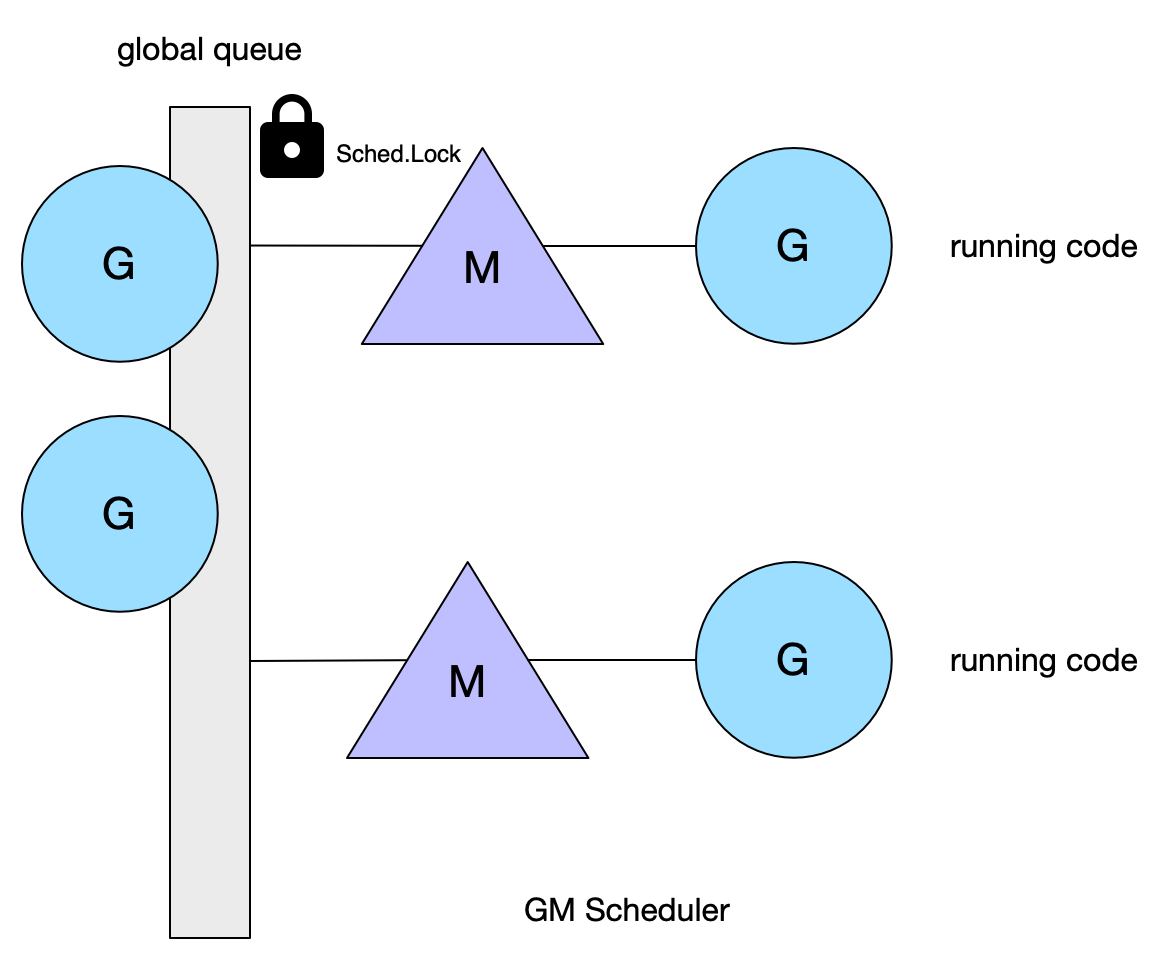 global queue
Sched.Lock
G
M
G
running code
G
M
G
running code
GM Scheduler